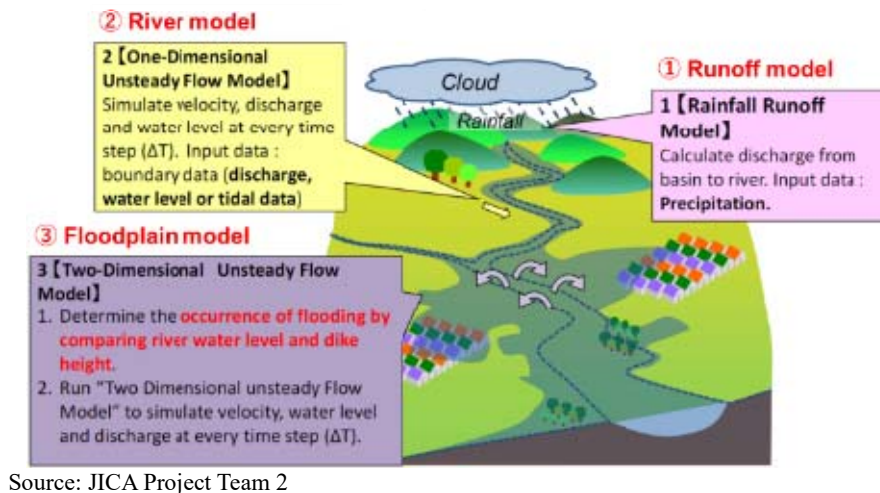 ② River model
2【One-Dimensional
Unsteady Flow Model】
Simulate velocity, discharge
and water level at every time
step (ΔT). Input data :
boundary data (discharge,
water level or tidal data)
Cloud
Rainfall
① Runoff model
1【Rainfall Runoff
Model】
Calculate discharge from
basin to river. Input data :
Precipitation.
③ Floodplain model
3【Two-Dimensional Unsteady Flow
Model】
1. Determine the occurrence of flooding by
comparing river water level and dike
height.
2. Run "Two Dimensional unsteady Flow
Model" to simulate velocity, water level
and discharge at every time step (ΔT).
Source: JICA Project Team 2